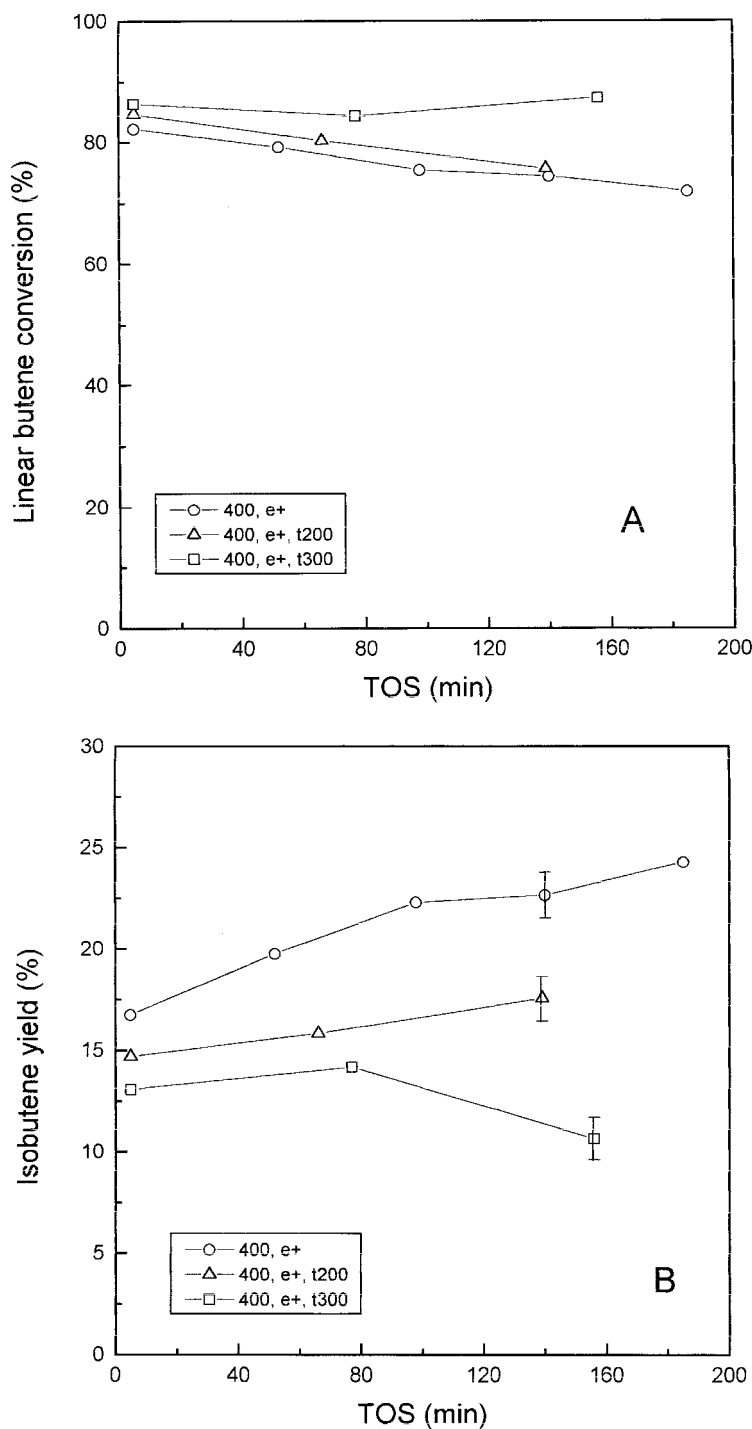 100
80
60
40
20
0
Linear butene conversion (%)
400, e+
400, e+, t200
400, e+, t300
A
0 40 80 120 160 200
TOS (min)
30
25
20
15
10
5
0
Isobutene yield (%)
400, e+
400, e+, t200
400, e+, t300
B
0 40 80 120 160 200
TOS (min)